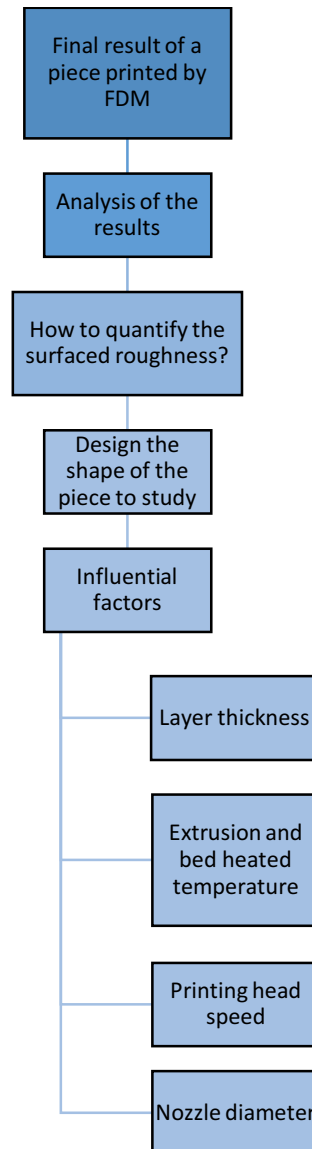 Final result of a
piece printed by
FDM
Analysis of the
results
How to quantify the
surfaced roughness?
Design the
shape of the
piece to study
Influential
factors
Layer thickness
Extrusion and
bed heated
temperature
Printing head
speed
Nozzle diameter